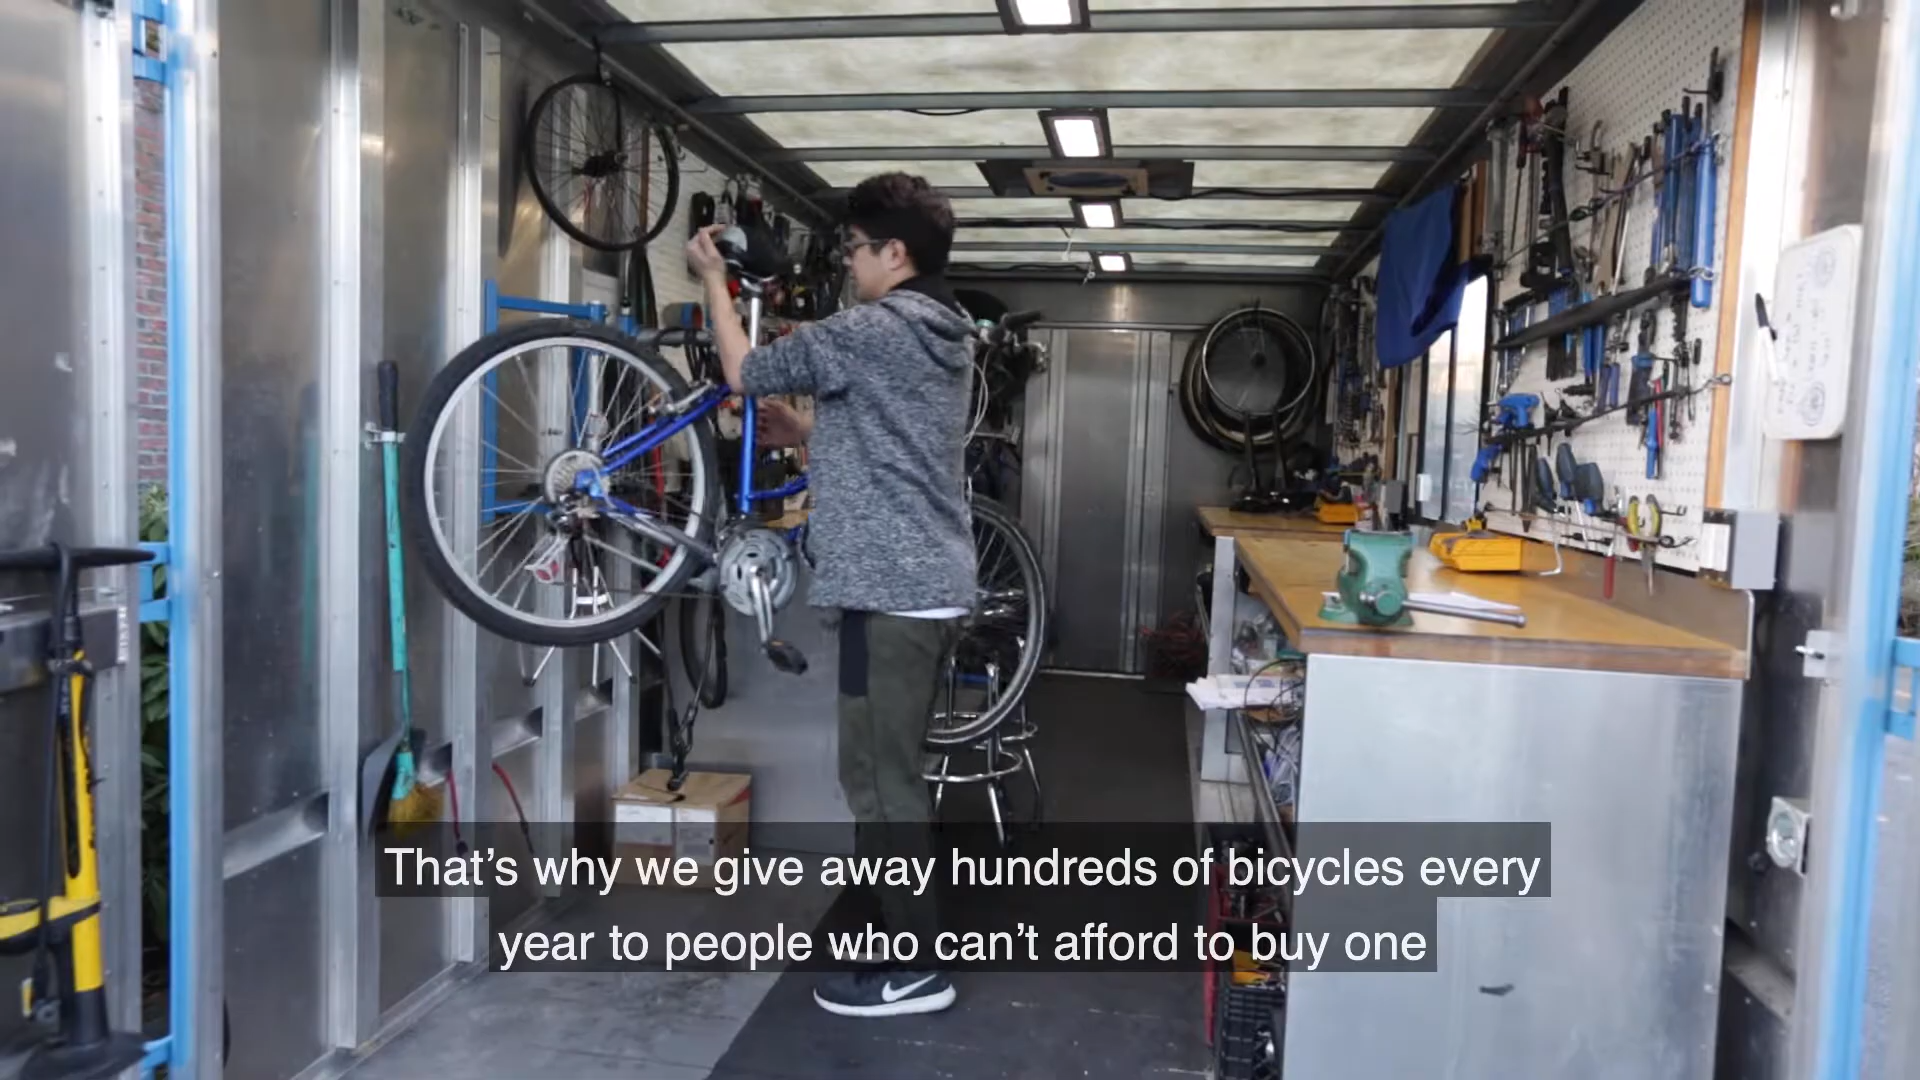 That’s why we give away hundreds of bicycles every
year to people who can’t afford to buy one